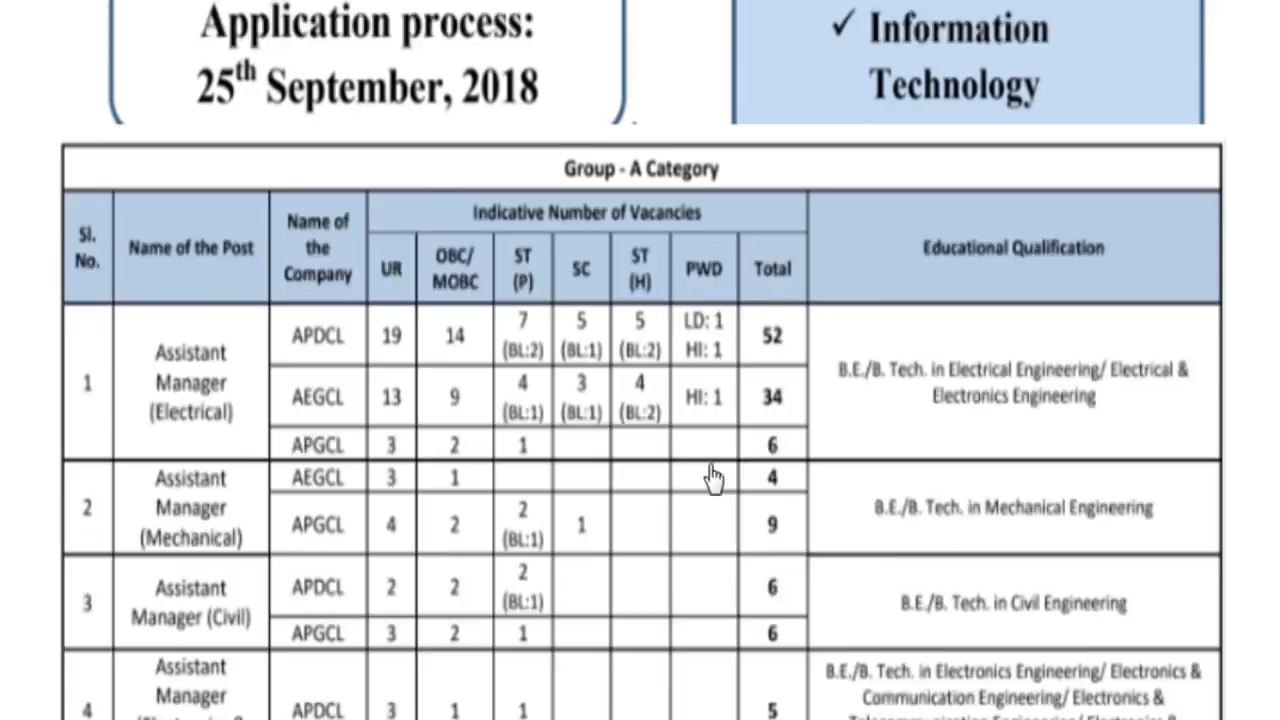 Application process:
25th September, 2018
✓ Information
Technology
Group - A Category
Sl. No.
Name of the Post
Name of the Company
Indicative Number of Vacancies
Educational Qualification
UR
OBC/ MOBC
ST (P)
SC
ST (H)
PWD
Total
1
Assistant
Manager
(Electrical)
APDCL 19 14 7 (BL:2) 5 (BL:1) 5 (BL:2) LD: 1 HI: 1 52
AEGCL 13 9 4 (BL:1) 3 (BL:1) 4 (BL:2) HI: 1 34
APGCL 3 2 1 6
B.E./B. Tech. in Electrical Engineering/ Electrical &
Electronics Engineering
2
Assistant
Manager
(Mechanical)
AEGCL 3 1 4
APGCL 4 2 2 (BL:1) 1 9
B.E./B. Tech. in Mechanical Engineering
3
Assistant
Manager (Civil)
APDCL 2 2 2 (BL:1) 6
APGCL 3 2 1 6
B.E./B. Tech. in Civil Engineering
4
Assistant
Manager
APDCL 3 1 1 5
B.E./B. Tech. in Electronics Engineering/ Electronics &
Communication Engineering/ Electronics &